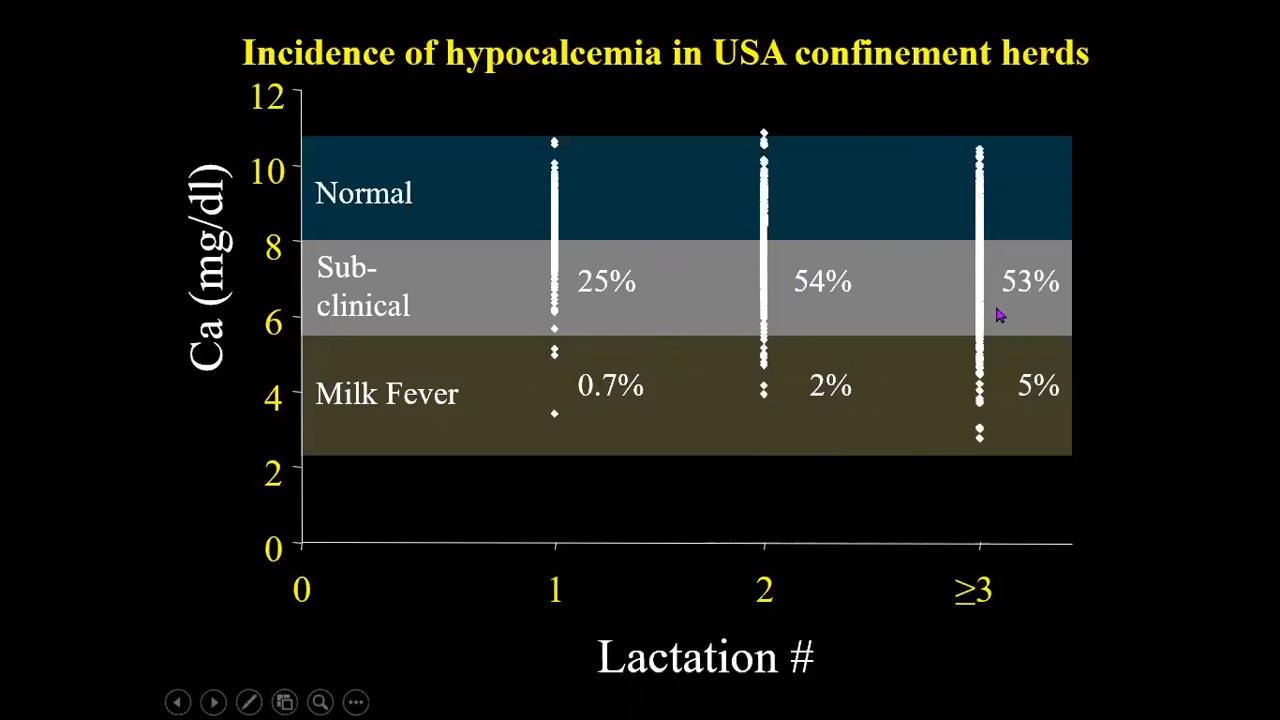 Incidence of hypocalcemia in USA confinement herds
12
10
8
6
4
2
0
Ca (mg/dl)
Normal
Sub-
clinical
25%
54%
53%
Milk Fever
0.7%
2%
5%
0
1
2
≥3
Lactation #